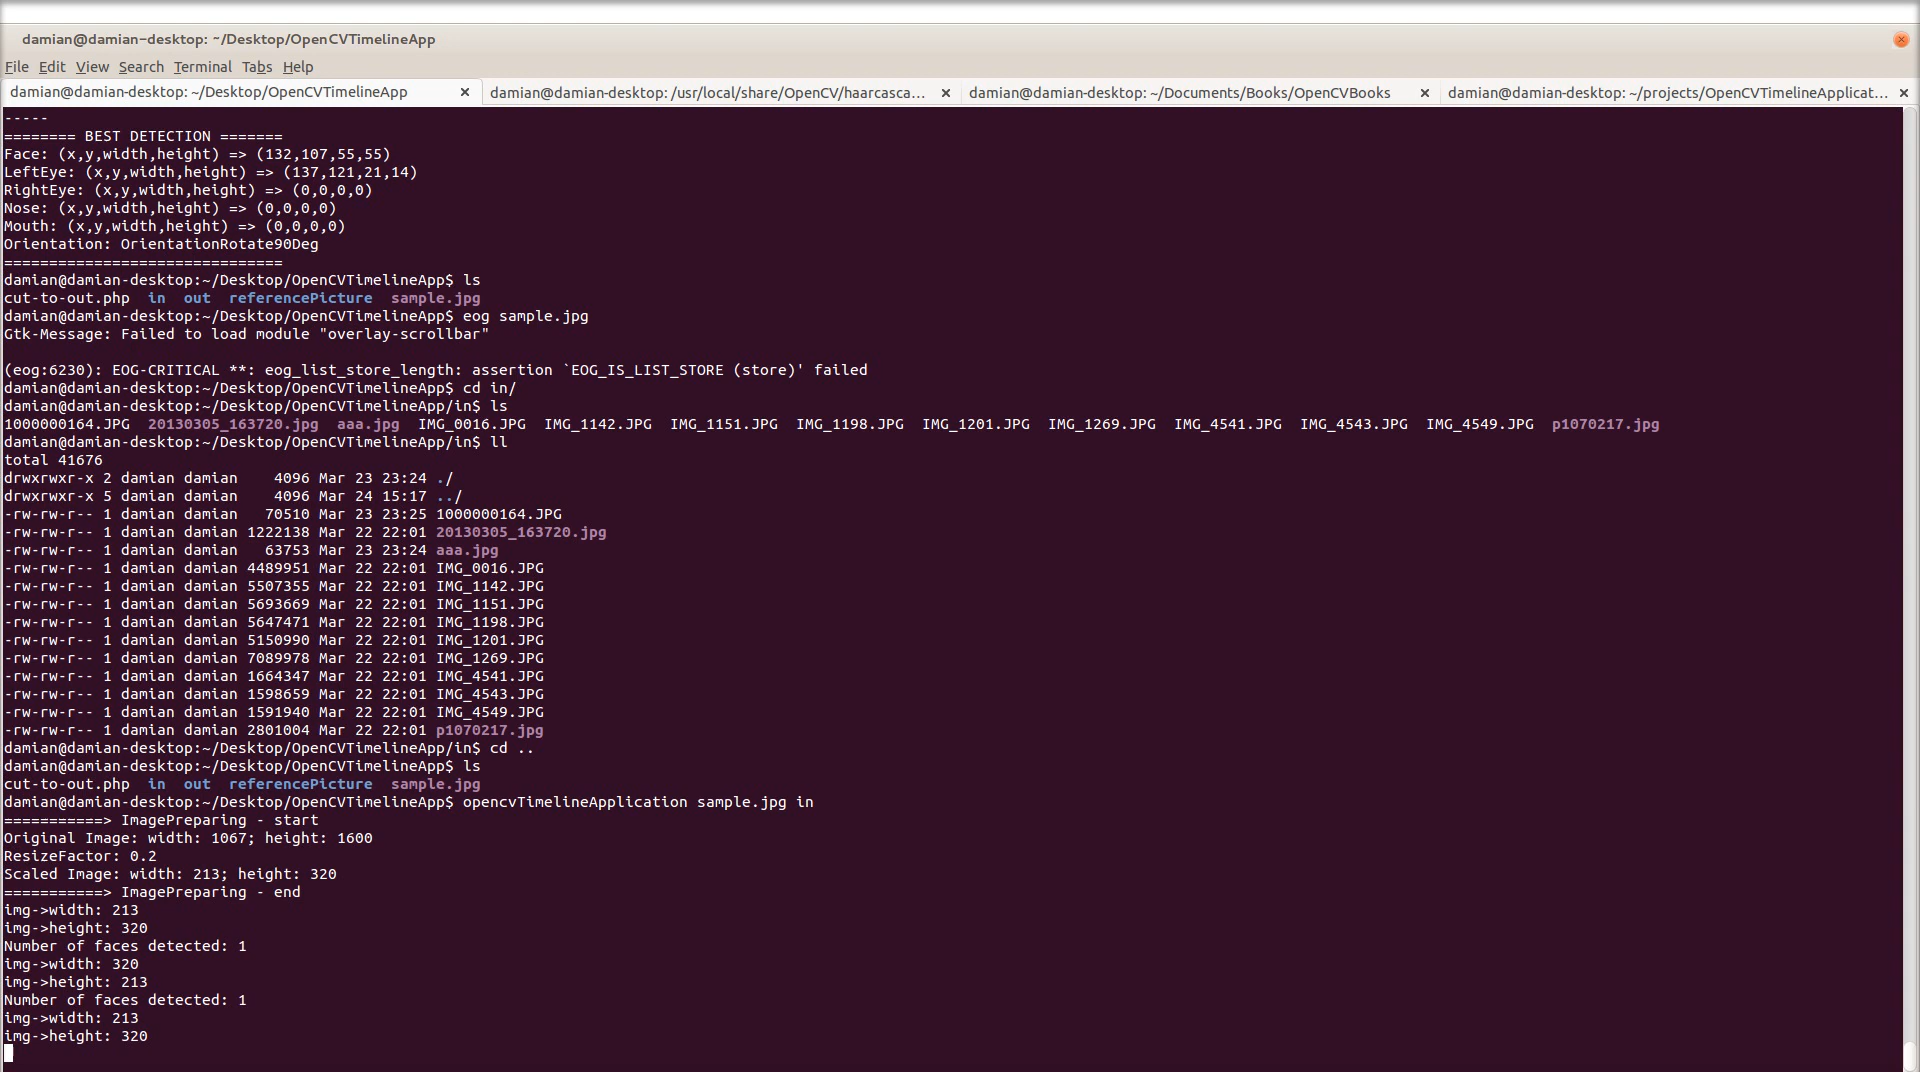 damian@damian-desktop: ~/Desktop/OpenCVTimelineApp
File Edit View Search Terminal Tabs Help
damian@damian-desktop: ~/Desktop/OpenCVTimelineApp × damian@damian-desktop: /usr/local/share/OpenCV/haarcasca... × damian@damian-desktop: ~/Documents/Books/OpenCVBooks × damian@damian-desktop: ~/projects/OpenCVTimelineApplicat... ×
-----
======== BEST DETECTION =======
Face: (x,y,width,height) => (132,107,55,55)
LeftEye: (x,y,width,height) => (137,121,21,14)
RightEye: (x,y,width,height) => (0,0,0,0)
Nose: (x,y,width,height) => (0,0,0,0)
Mouth: (x,y,width,height) => (0,0,0,0)
Orientation: OrientationRotate90Deg
===============================
damian@damian-desktop:~/Desktop/OpenCVTimelineApp$ ls
cut-to-out.php  in  out  referencePicture  sample.jpg
damian@damian-desktop:~/Desktop/OpenCVTimelineApp$ eog sample.jpg
Gtk-Message: Failed to load module "overlay-scrollbar"
(eog:6230): EOG-CRITICAL **: eog_list_store_length: assertion `EOG_IS_LIST_STORE (store)' failed
damian@damian-desktop:~/Desktop/OpenCVTimelineApp$ cd in/
damian@damian-desktop:~/Desktop/OpenCVTimelineApp/in$ ls
1000000164.JPG  20130305_163720.jpg  aaa.jpg  IMG_0016.JPG  IMG_1142.JPG  IMG_1151.JPG  IMG_1198.JPG  IMG_1201.JPG  IMG_1269.JPG  IMG_4541.JPG  IMG_4543.JPG  IMG_4549.JPG  p1070217.jpg
damian@damian-desktop:~/Desktop/OpenCVTimelineApp/in$ ll
total 41676
drwxrwxr-x 2 damian damian    4096 Mar 23 23:24 ./
drwxrwxr-x 5 damian damian    4096 Mar 24 15:17 ../
-rw-rw-r-- 1 damian damian   70510 Mar 23 23:25 1000000164.JPG
-rw-rw-r-- 1 damian damian 1222138 Mar 22 22:01 20130305_163720.jpg
-rw-rw-r-- 1 damian damian   63753 Mar 23 23:24 aaa.jpg
-rw-rw-r-- 1 damian damian 4489951 Mar 22 22:01 IMG_0016.JPG
-rw-rw-r-- 1 damian damian 5507355 Mar 22 22:01 IMG_1142.JPG
-rw-rw-r-- 1 damian damian 5693669 Mar 22 22:01 IMG_1151.JPG
-rw-rw-r-- 1 damian damian 5647471 Mar 22 22:01 IMG_1198.JPG
-rw-rw-r-- 1 damian damian 5150990 Mar 22 22:01 IMG_1201.JPG
-rw-rw-r-- 1 damian damian 7089978 Mar 22 22:01 IMG_1269.JPG
-rw-rw-r-- 1 damian damian 1664347 Mar 22 22:01 IMG_4541.JPG
-rw-rw-r-- 1 damian damian 1598659 Mar 22 22:01 IMG_4543.JPG
-rw-rw-r-- 1 damian damian 1591940 Mar 22 22:01 IMG_4549.JPG
-rw-rw-r-- 1 damian damian 2801004 Mar 22 22:01 p1070217.jpg
damian@damian-desktop:~/Desktop/OpenCVTimelineApp/in$ cd ..
damian@damian-desktop:~/Desktop/OpenCVTimelineApp$ ls
cut-to-out.php  in  out  referencePicture  sample.jpg
damian@damian-desktop:~/Desktop/OpenCVTimelineApp$ opencvTimelineApplication sample.jpg in
===========> ImagePreparing - start
Original Image: width: 1067; height: 1600
ResizeFactor: 0.2
Scaled Image: width: 213; height: 320
===========> ImagePreparing - end
img->width: 213
img->height: 320
Number of faces detected: 1
img->width: 320
img->height: 213
Number of faces detected: 1
img->width: 213
img->height: 320